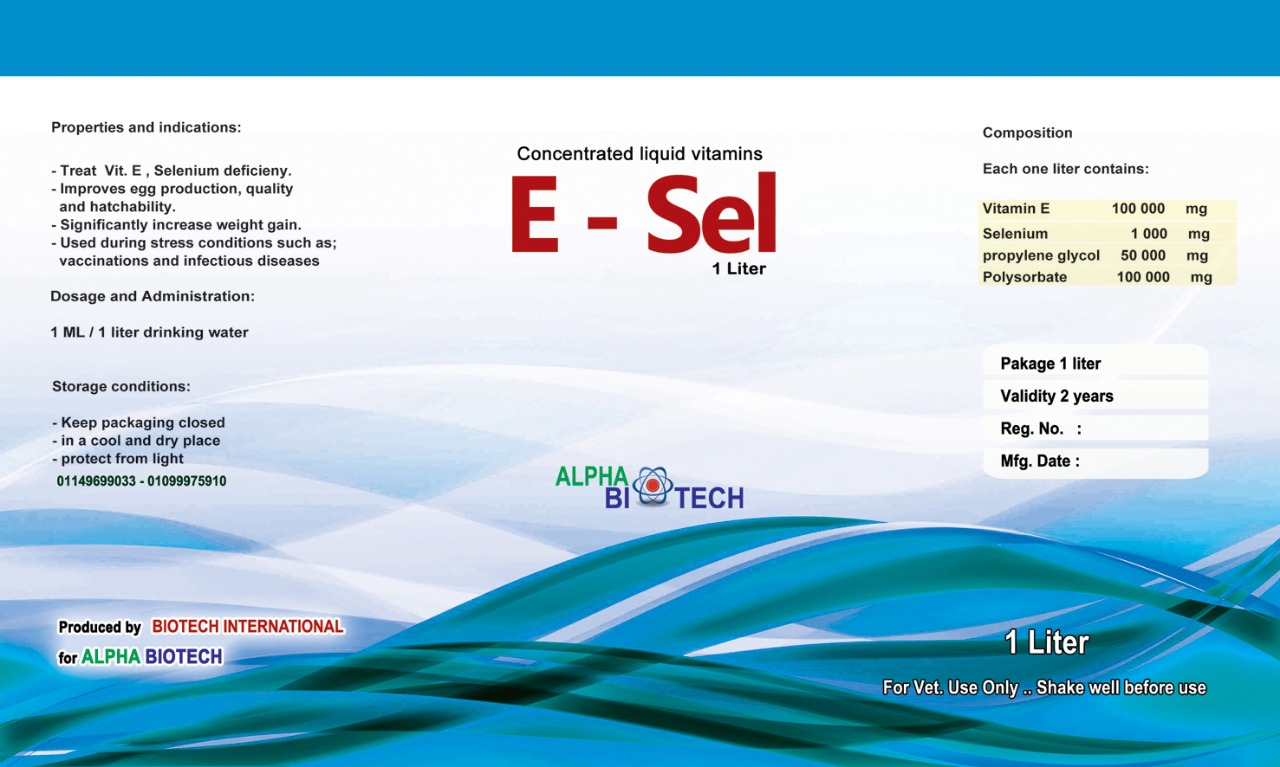 Properties and indications:
- Treat Vit. E , Selenium deficieny.
- Improves egg production, quality
and hatchability.
- Significantly increase weight gain.
- Used during stress conditions such as;
vaccinations and infectious diseases
Dosage and Administration:
1 ML / 1 liter drinking water
Storage conditions:
- Keep packaging closed
- in a cool and dry place
- protect from light
01149699033 - 01099975910
Produced by BIOTECH INTERNATIONAL
for ALPHA BIOTECH
Concentrated liquid vitamins
E - Sel
1 Liter
ALPHA
BIOTECH
Composition
Each one liter contains:
Vitamin E 100 000 mg
Selenium 1 000 mg
propylene glycol 50 000 mg
Polysorbate 100 000 mg
Pakage 1 liter
Validity 2 years
Reg. No. :
Mfg. Date :
1 Liter
For Vet. Use Only .. Shake well before use